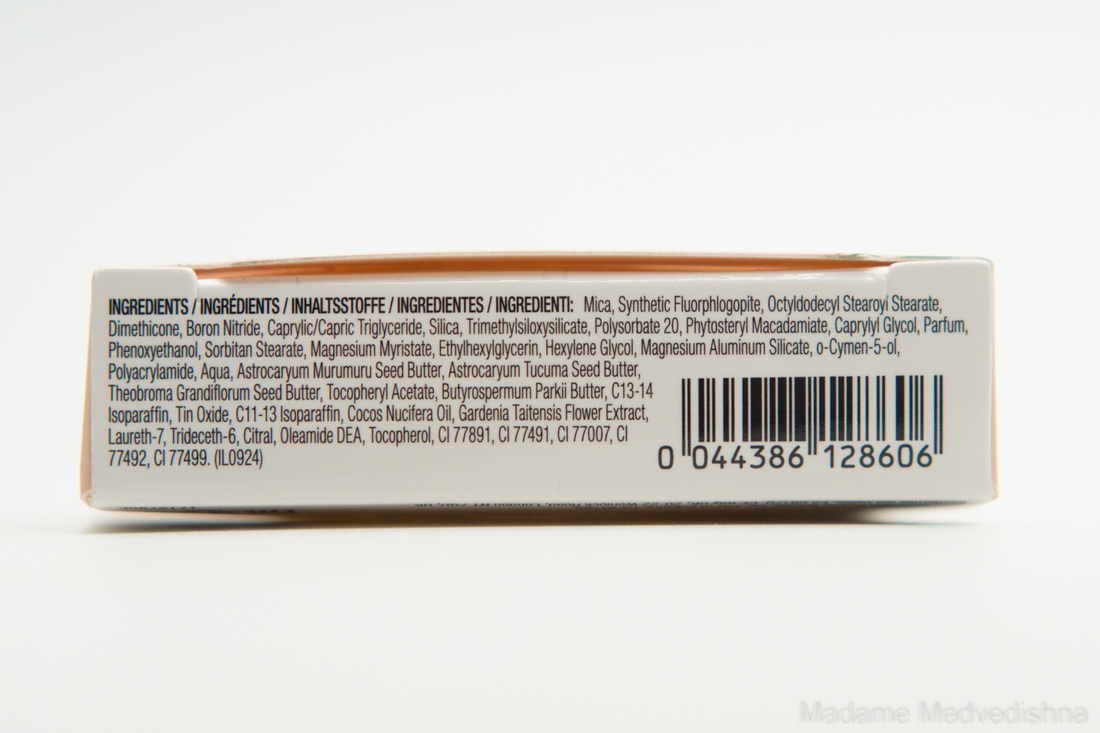 INGREDIENTS / INGRÉDIENTS / INHALTSSTOFFE / INGREDIENTES / INGREDIENTI: Mica, Synthetic Fluorphlogopite, Octyldodecyl Stearoyl Stearate,
Dimethicone, Boron Nitride, Caprylic/Capric Triglyceride, Silica, Trimethylsiloxysilicate, Polysorbate 20, Phytosteryl Macadamiate, Caprylyl Glycol, Parfum,
Phenoxyethanol, Sorbitan Stearate, Magnesium Myristate, Ethylhexylglycerin, Hexylene Glycol, Magnesium Aluminum Silicate, o-Cymen-5-ol,
Polyacrylamide, Aqua, Astrocaryum Murumuru Seed Butter, Astrocaryum Tucuma Seed Butter,
Theobroma Grandiflorum Seed Butter, Tocopheryl Acetate, Butyrospermum Parkii Butter, C13-14
Isoparaffin, Tin Oxide, C11-13 Isoparaffin, Cocos Nucifera Oil, Gardenia Taitensis Flower Extract,
Laureth-7, Trideceth-6, Citral, Oleamide DEA, Tocopherol, CI 77891, CI 77491, CI 77007, CI
77492, CI 77499. (IL0924)
0 044386 128606
Madame Medvedishna